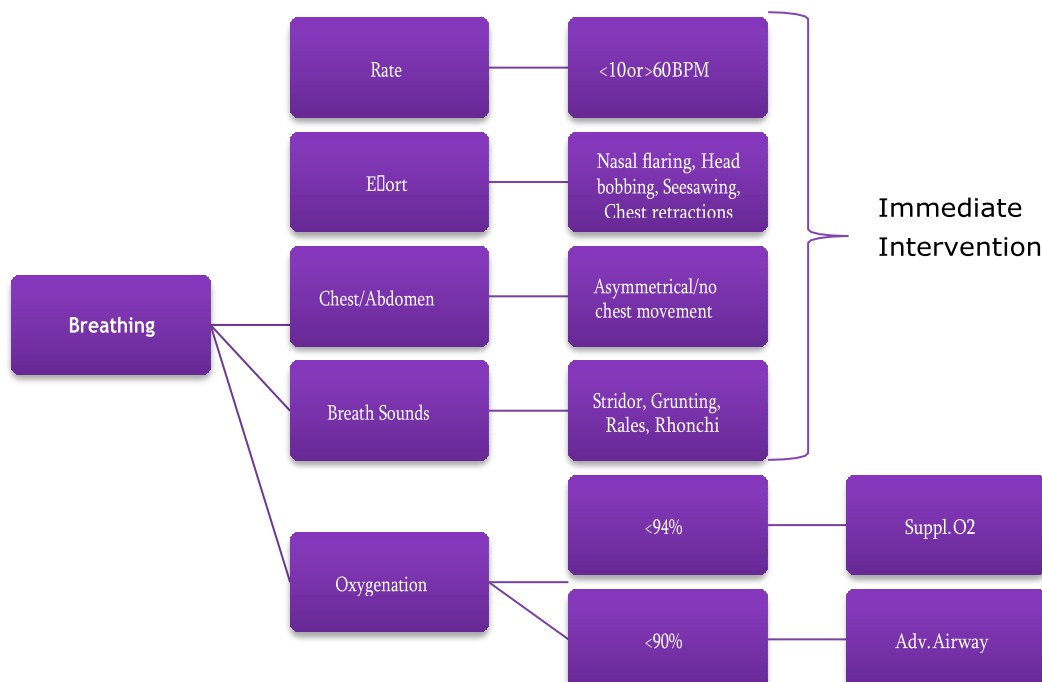 Rate
<10or>60BPM
Effort
Nasal flaring, Head
bobbing, Seesawing,
Chest retractions
Immediate
Intervention
Chest/Abdomen
Asymmetrical/no
chest movement
Breathing
Breath Sounds
Stridor, Grunting,
Rales, Rhonchi
<94%
Suppl.O2
Oxygenation
<90%
Adv.Airway